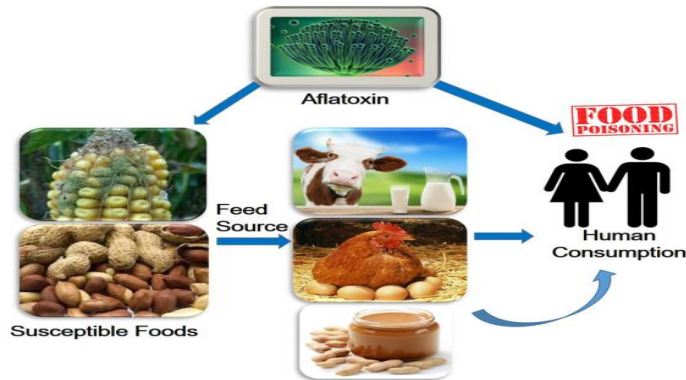 Aflatoxin
FOOD
POISONING
Feed
Source
Human
Consumption
Susceptible Foods